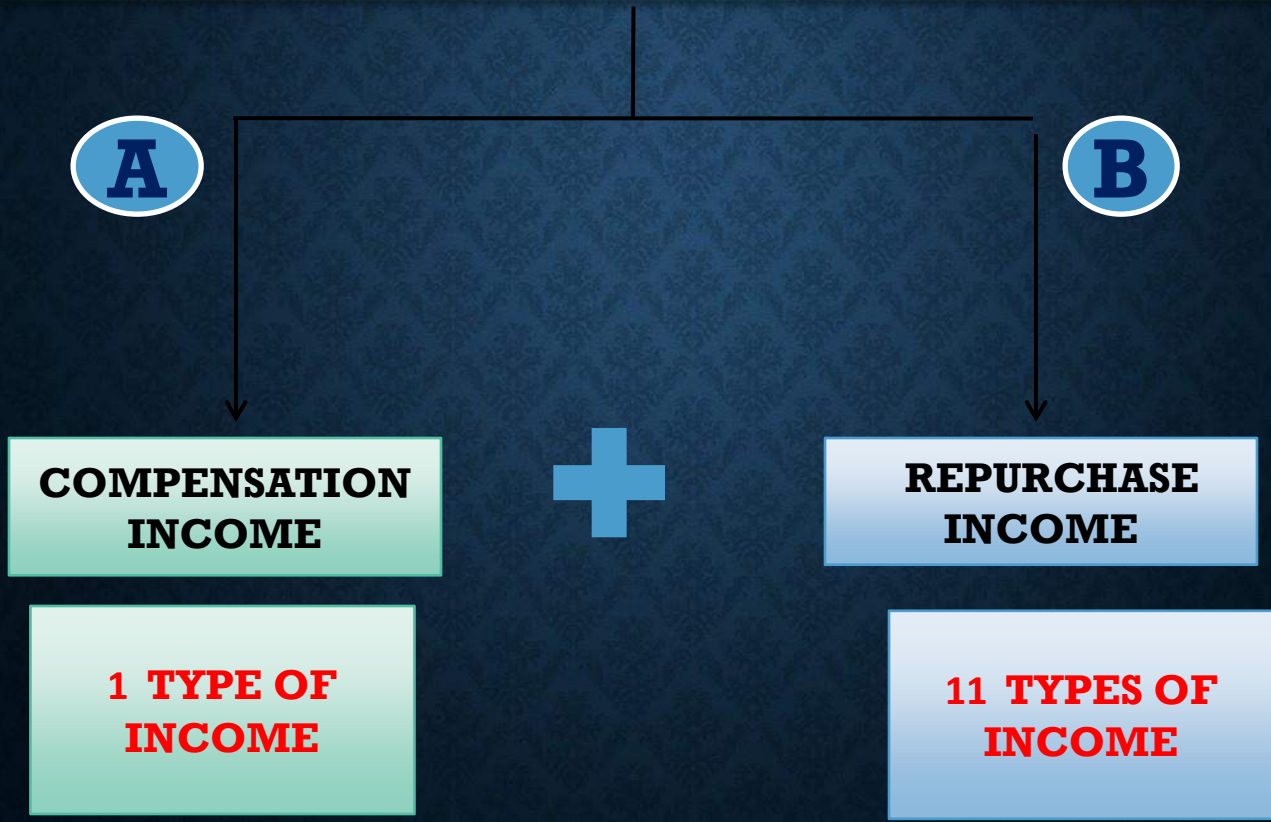 A
B
COMPENSATION
INCOME
REPURCHASE
INCOME
1 TYPE OF
INCOME
11 TYPES OF
INCOME